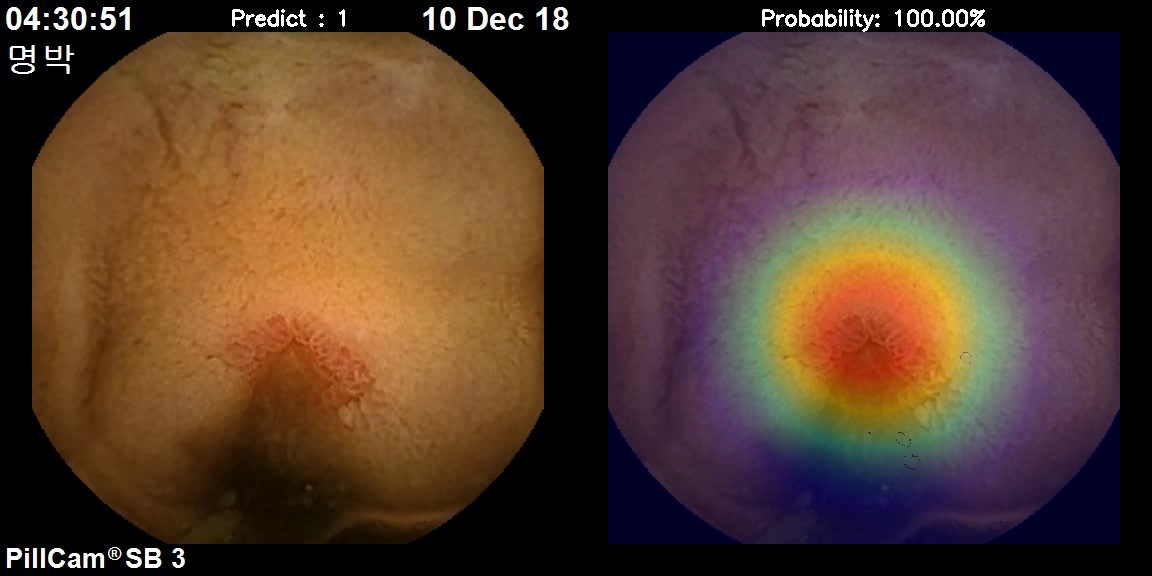 04:30:51
Predict : 1
10 Dec 18
Probability: 100.00%
명박
PillCam® SB 3